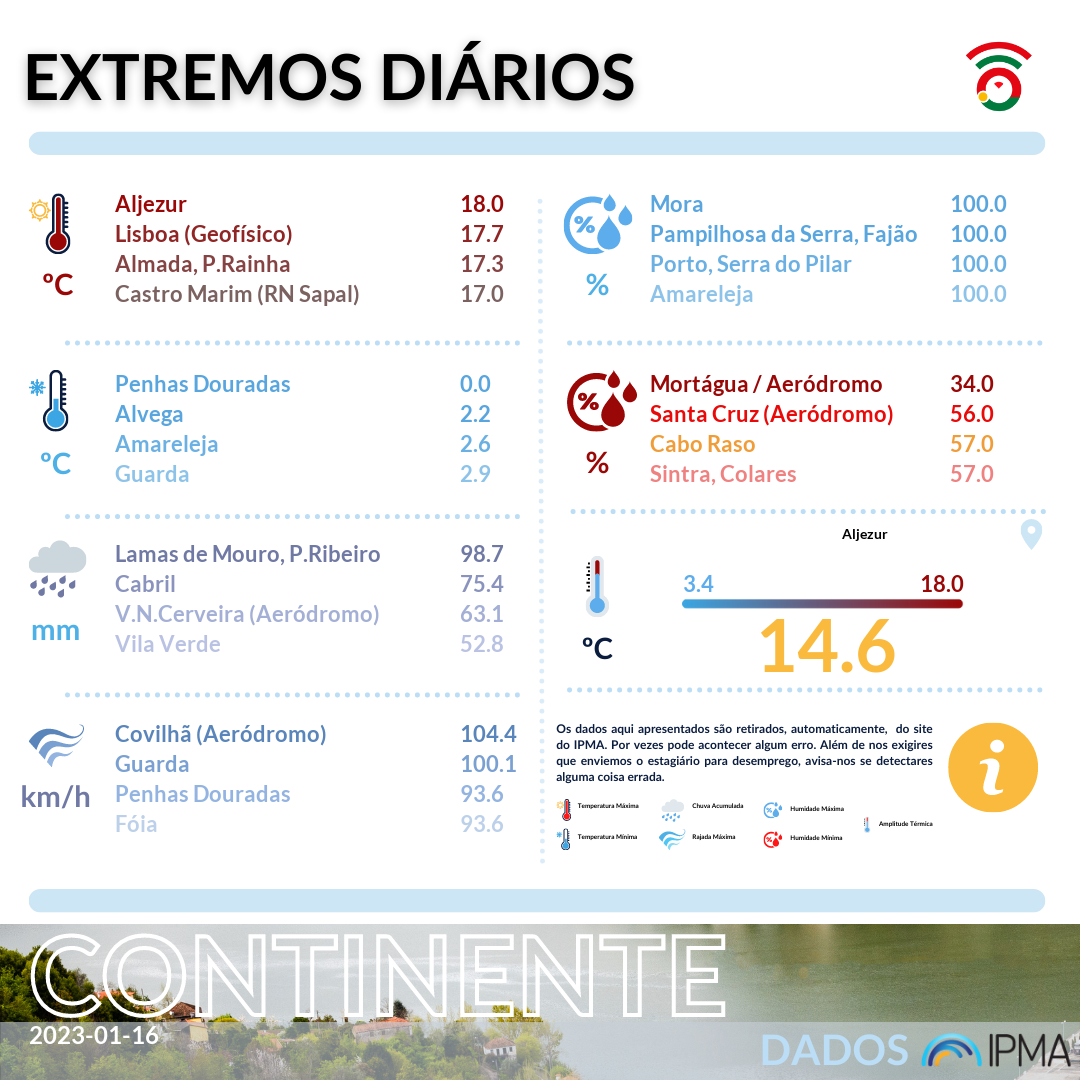 EXTREMOS DIÁRIOS
Aljezur 18.0
Lisboa (Geofísico) 17.7
Almada, P.Rainha 17.3
Castro Marim (RN Sapal) 17.0
ºC
Penhas Douradas 0.0
Alvega 2.2
Amareleja 2.6
Guarda 2.9
ºC
Lamas de Mouro, P.Ribeiro 98.7
Cabril 75.4
V.N.Cerveira (Aeródromo) 63.1
Vila Verde 52.8
mm
Covilhã (Aeródromo) 104.4
Guarda 100.1
Penhas Douradas 93.6
Fóia 93.6
km/h
%
Mora 100.0
Pampilhosa da Serra, Fajão 100.0
Porto, Serra do Pilar 100.0
Amareleja 100.0
%
%
Mortágua / Aeródromo 34.0
Santa Cruz (Aeródromo) 56.0
Cabo Raso 57.0
Sintra, Colares 57.0
%
Aljezur
3.4 18.0
14.6
ºC
Os dados aqui apresentados são retirados, automaticamente, do site
do IPMA. Por vezes pode acontecer algum erro. Além de nos exigires
que enviemos o estagiário para desemprego, avisa-nos se detectares
alguma coisa errada.
i
Temperatura Máxima
Chuva Acumulada
% Humidade Máxima
Amplitude Térmica
Temperatura Mínima
Rajada Máxima
% Humidade Mínima
CONTINENTE
2023-01-16
DADOS IPMA